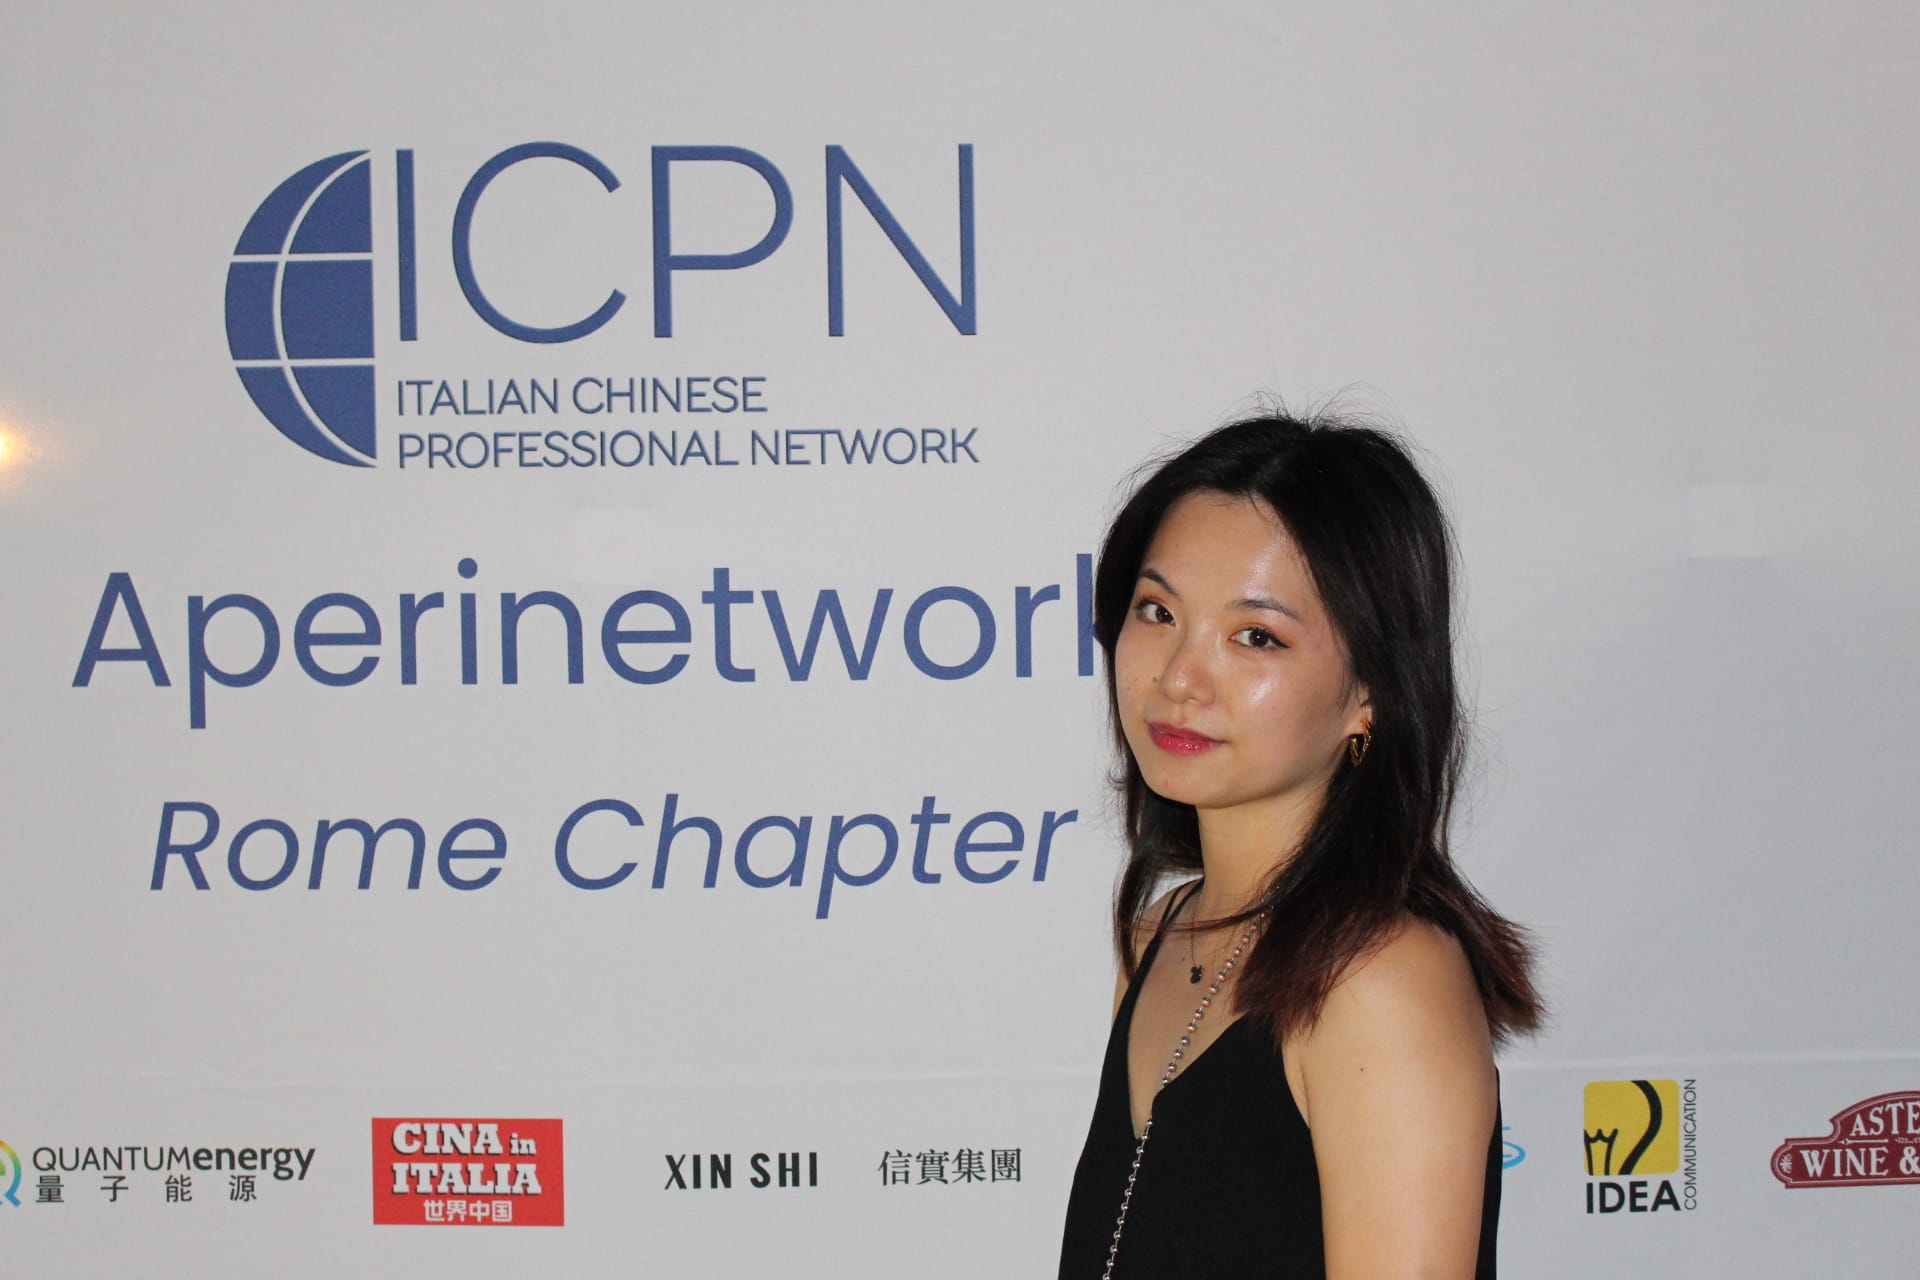 ICPN
ITALIAN CHINESE
PROFESSIONAL NETWORK
Aperinetwork
Rome Chapter
QUANTUMenergy
量子能源
CINA in
ITALIA
世界中国
XIN SHI 信實集團
IDEA
COMMUNICATION
WINE &